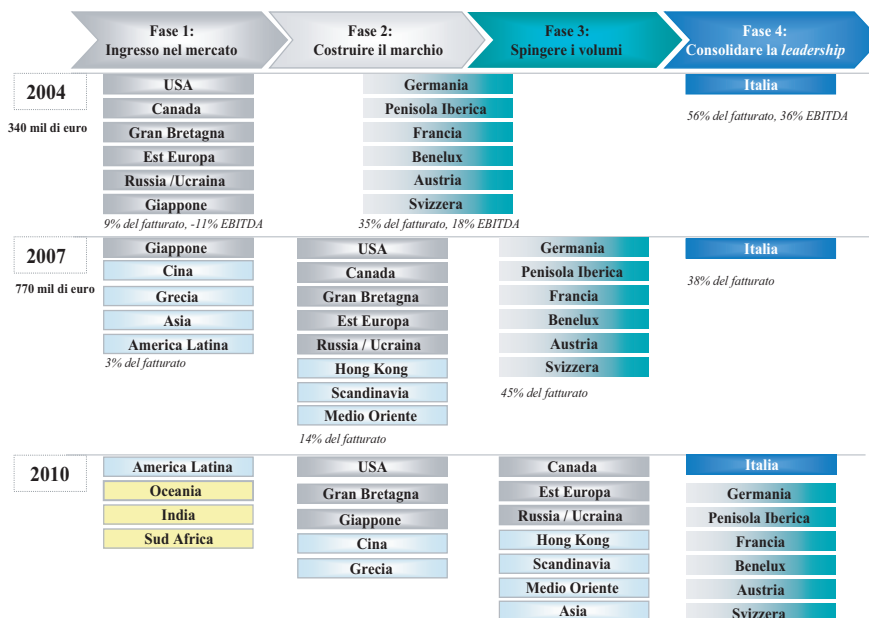 Fase 1:
Ingresso nel mercato
Fase 2:
Costruire il marchio
Fase 3:
Spingere i volumi
Fase 4:
Consolidare la leadership
2004
340 mil di euro
USA
Canada
Gran Bretagna
Est Europa
Russia /Ucraina
Giappone
9% del fatturato, -11% EBITDA
Germania
Penisola Iberica
Francia
Benelux
Austria
Svizzera
35% del fatturato, 18% EBITDA
Italia
56% del fatturato, 36% EBITDA
2007
770 mil di euro
Giappone
Cina
Grecia
Asia
America Latina
3% del fatturato
USA
Canada
Gran Bretagna
Est Europa
Russia / Ucraina
Hong Kong
Scandinavia
Medio Oriente
14% del fatturato
Germania
Penisola Iberica
Francia
Benelux
Austria
Svizzera
45% del fatturato
Italia
38% del fatturato
2010
America Latina
Oceania
India
Sud Africa
USA
Gran Bretagna
Giappone
Cina
Grecia
Canada
Est Europa
Russia / Ucraina
Hong Kong
Scandinavia
Medio Oriente
Asia
Italia
Germania
Penisola Iberica
Francia
Benelux
Austria
Svizzera